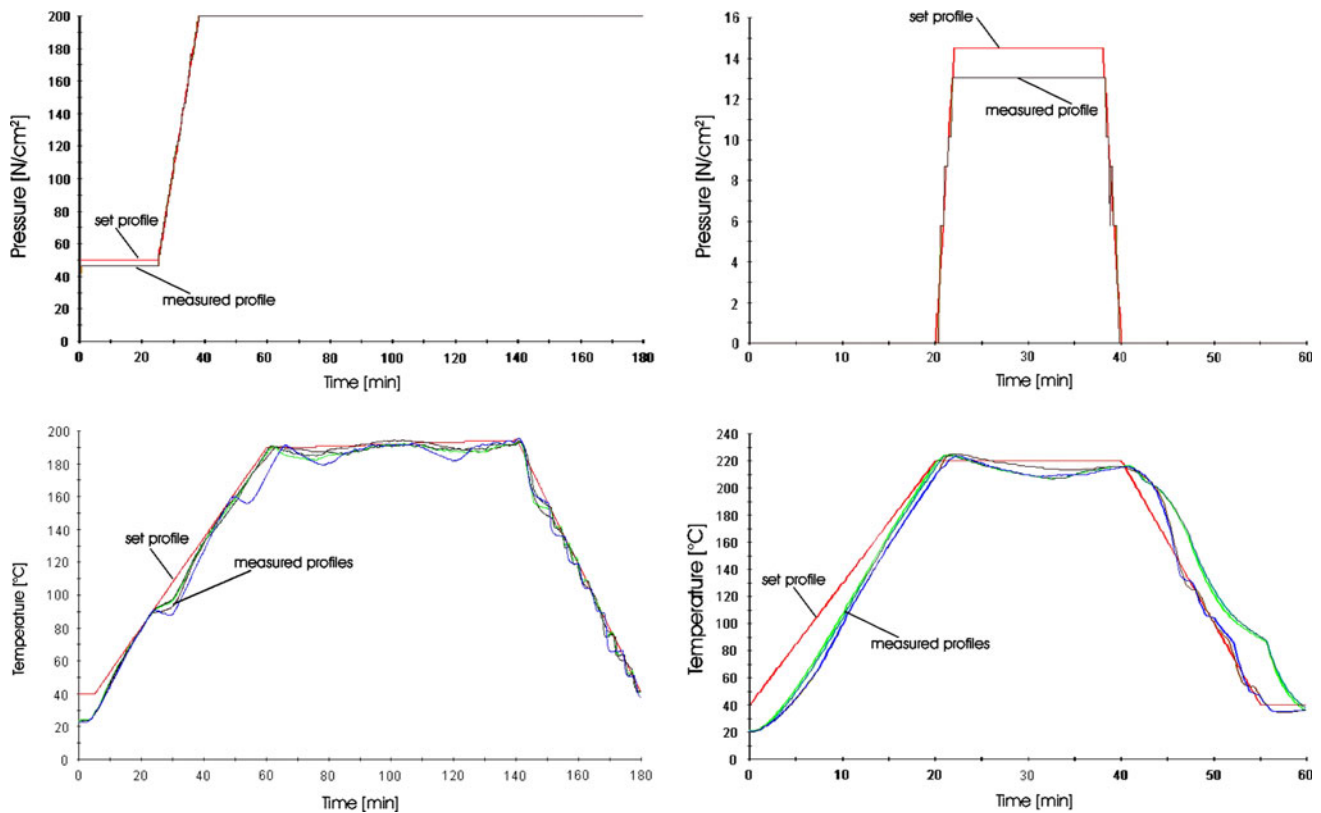 Pressure [N/cm²]
200
180
160
140
120
100
80
60
40
20
0
set profile
measured profile
0 20 40 60 80 100 120 140 160 180
Time [min]
Pressure [N/cm²]
16
14
12
10
8
6
4
2
0
set profile
measured profile
0 10 20 30 40 50 60
Time [min]
Temperature [°C]
200
180
160
140
120
100
80
60
40
20
0
set profile
measured profiles
0 20 40 60 80 100 120 140 160 180
Time [min]
Temperature [°C]
240
220
200
180
160
140
120
100
80
60
40
20
0
set profile
measured profiles
0 10 20 30 40 50 60
Time [min]